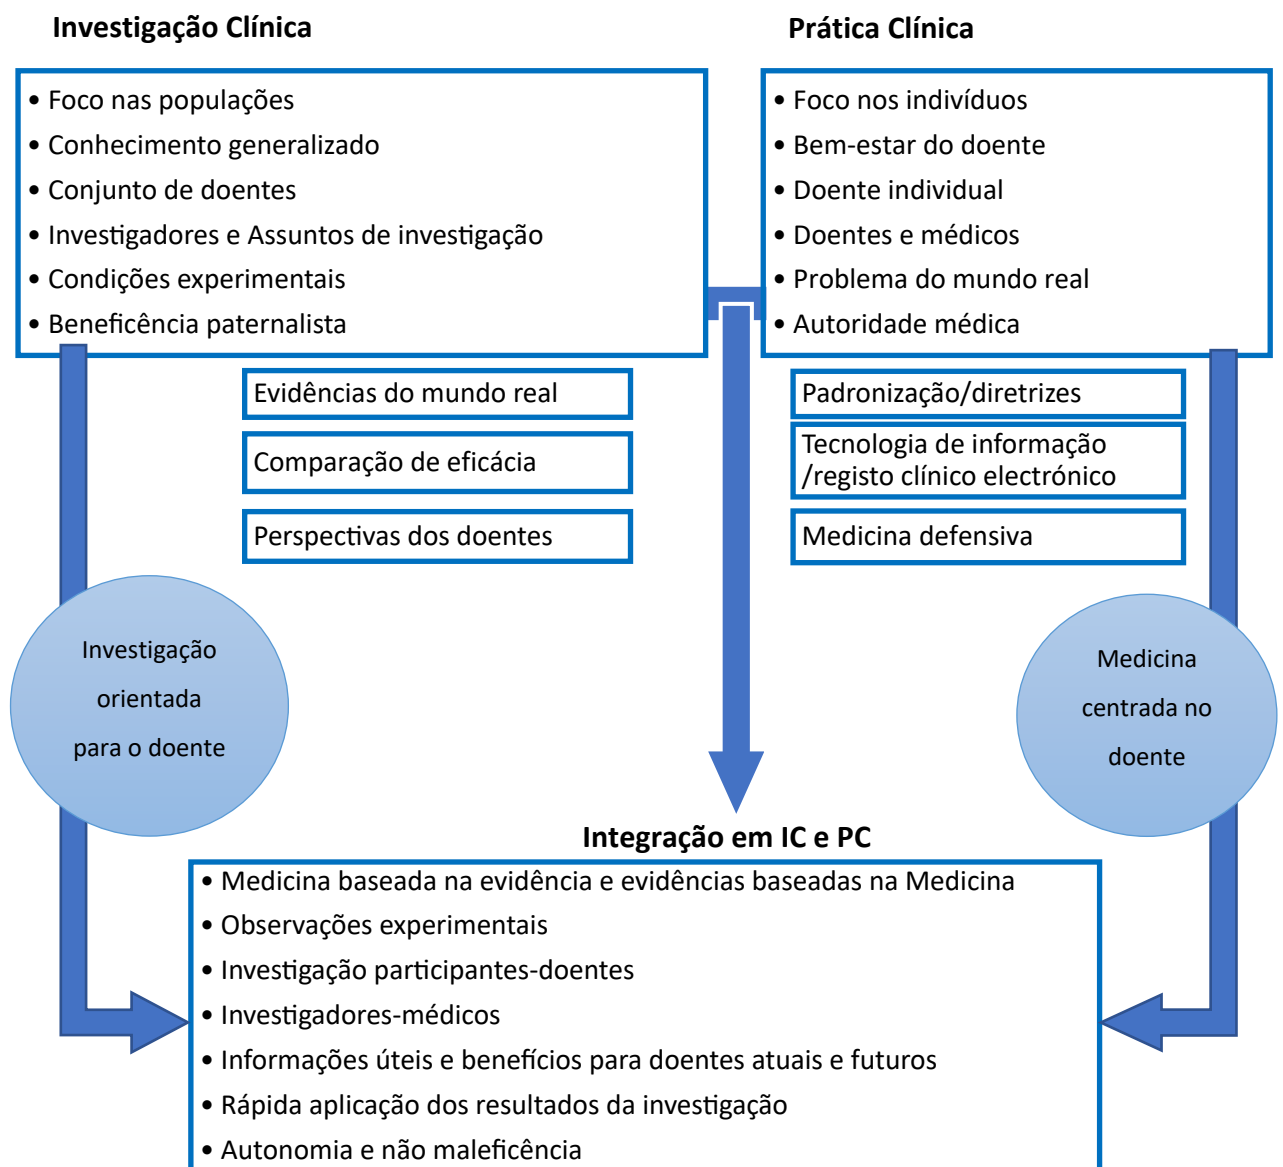 Investigação Clínica
• Foco nas populações
• Conhecimento generalizado
• Conjunto de doentes
• Investigadores e Assuntos de investigação
• Condições experimentais
• Beneficência paternalista
Prática Clínica
• Foco nos indivíduos
• Bem-estar do doente
• Doente individual
• Doentes e médicos
• Problema do mundo real
• Autoridade médica
Evidências do mundo real
Comparação de eficácia
Perspectivas dos doentes
Padronização/diretrizes
Tecnologia de informação
/registo clínico electrónico
Medicina defensiva
Investigação
orientada
para o doente
Medicina
centrada no
doente
Integração em IC e PC
• Medicina baseada na evidência e evidências baseadas na Medicina
• Observações experimentais
• Investigação participantes-doentes
• Investigadores-médicos
• Informações úteis e benefícios para doentes atuais e futuros
• Rápida aplicação dos resultados da investigação
• Autonomia e não maleficência